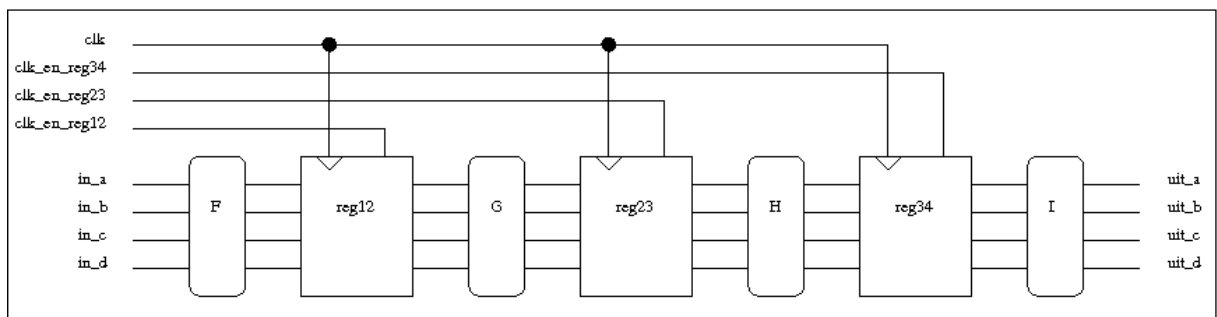 clk
clk_en_reg34
clk_en_reg23
clk_en_reg12
in_a
in_b
in_c
in_d
F
reg12
G
reg23
H
reg34
I
uit_a
uit_b
uit_c
uit_d